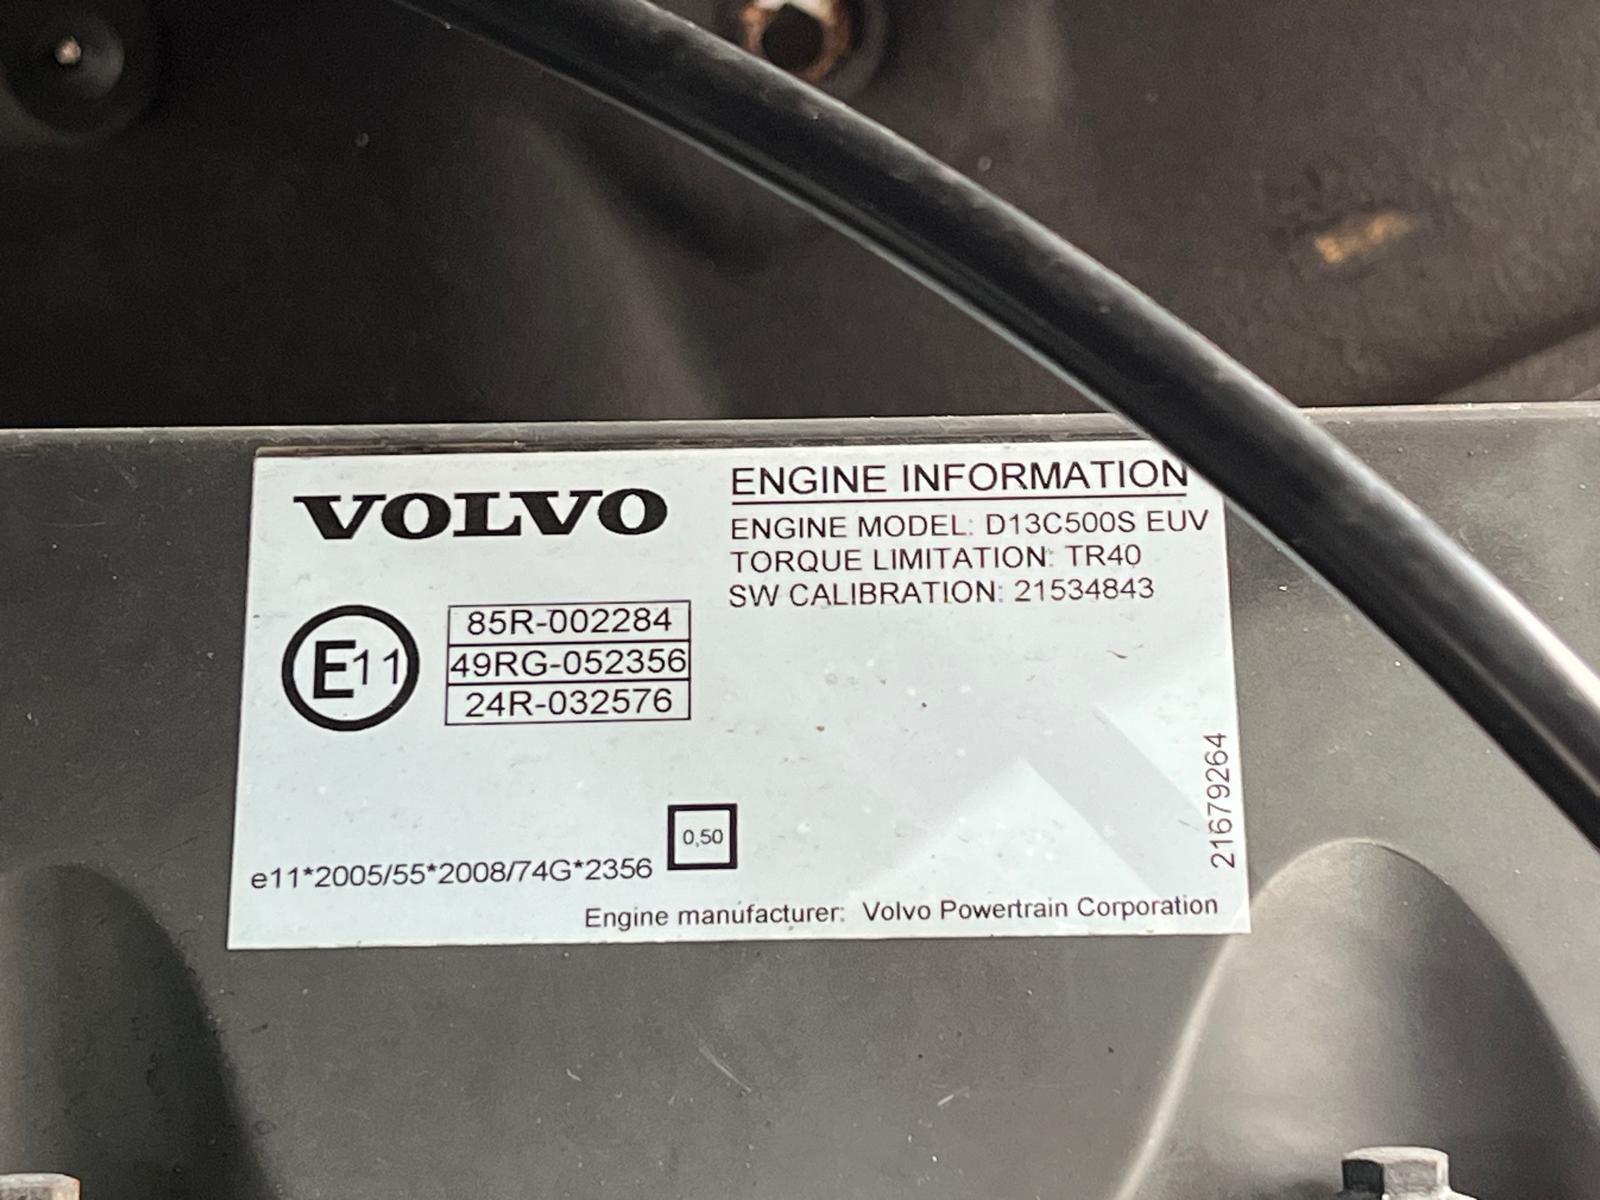 VOLVO
ENGINE INFORMATION
ENGINE MODEL: D13C500S EUV
TORQUE LIMITATION: TR40
SW CALIBRATION: 21534843
E11
85R-002284
49RG-052356
24R-032576
0,50
e11*2005/55*2008/74G*2356
21679264
Engine manufacturer: Volvo Powertrain Corporation